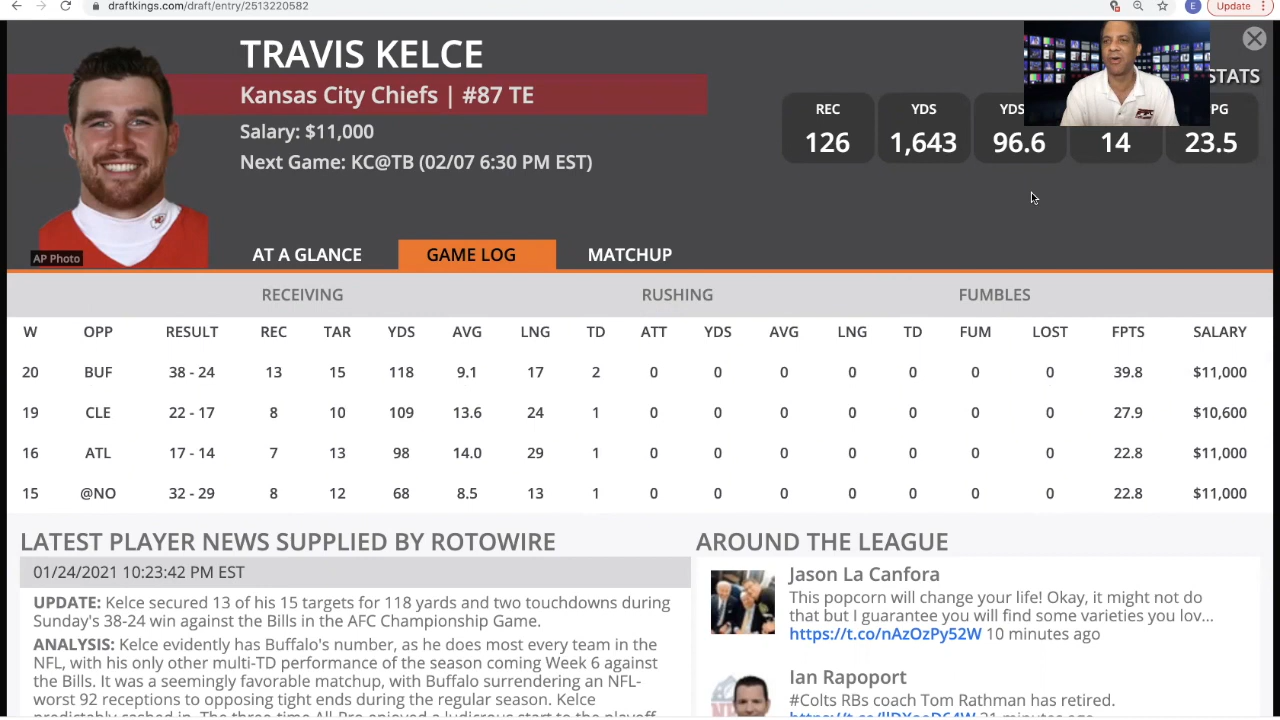 draftkings.com/draft/entry/2513220582
E
Update
TRAVIS KELCE
Kansas City Chiefs | #87 TE
Salary: $11,000
Next Game: KC@TB (02/07 6:30 PM EST)
STATS
REC YDS YDS PG
126 1,643 96.6 14 23.5
AP Photo
AT A GLANCE GAME LOG MATCHUP
RECEIVING RUSHING FUMBLES
W OPP RESULT REC TAR YDS AVG LNG TD ATT YDS AVG LNG TD FUM LOST FPTS SALARY
20 BUF 38 - 24 13 15 118 9.1 17 2 0 0 0 0 0 0 0 39.8 $11,000
19 CLE 22 - 17 8 10 109 13.6 24 1 0 0 0 0 0 0 0 27.9 $10,600
16 ATL 17 - 14 7 13 98 14.0 29 1 0 0 0 0 0 0 0 22.8 $11,000
15 @NO 32 - 29 8 12 68 8.5 13 1 0 0 0 0 0 0 0 22.8 $11,000
LATEST PLAYER NEWS SUPPLIED BY ROTOWIRE
01/24/2021 10:23:42 PM EST
UPDATE: Kelce secured 13 of his 15 targets for 118 yards and two touchdowns during
Sunday's 38-24 win against the Bills in the AFC Championship Game.
ANALYSIS: Kelce evidently has Buffalo's number, as he does most every team in the
NFL, with his only other multi-TD performance of the season coming Week 6 against
the Bills. It was a seemingly favorable matchup, with Buffalo surrendering an NFL-
worst 92 receptions to opposing tight ends during the regular season. Kelce
predictably cashed in. The three-time All-Pro enjoyed a ludicrous start to the playoff
AROUND THE LEAGUE
Jason La Canfora
This popcorn will change your life! Okay, it might not do
that but I guarantee you will find some varieties you lov...
https://t.co/nAzOzPy52W 10 minutes ago
Ian Rapoport
#Colts RBs coach Tom Rathman has retired.